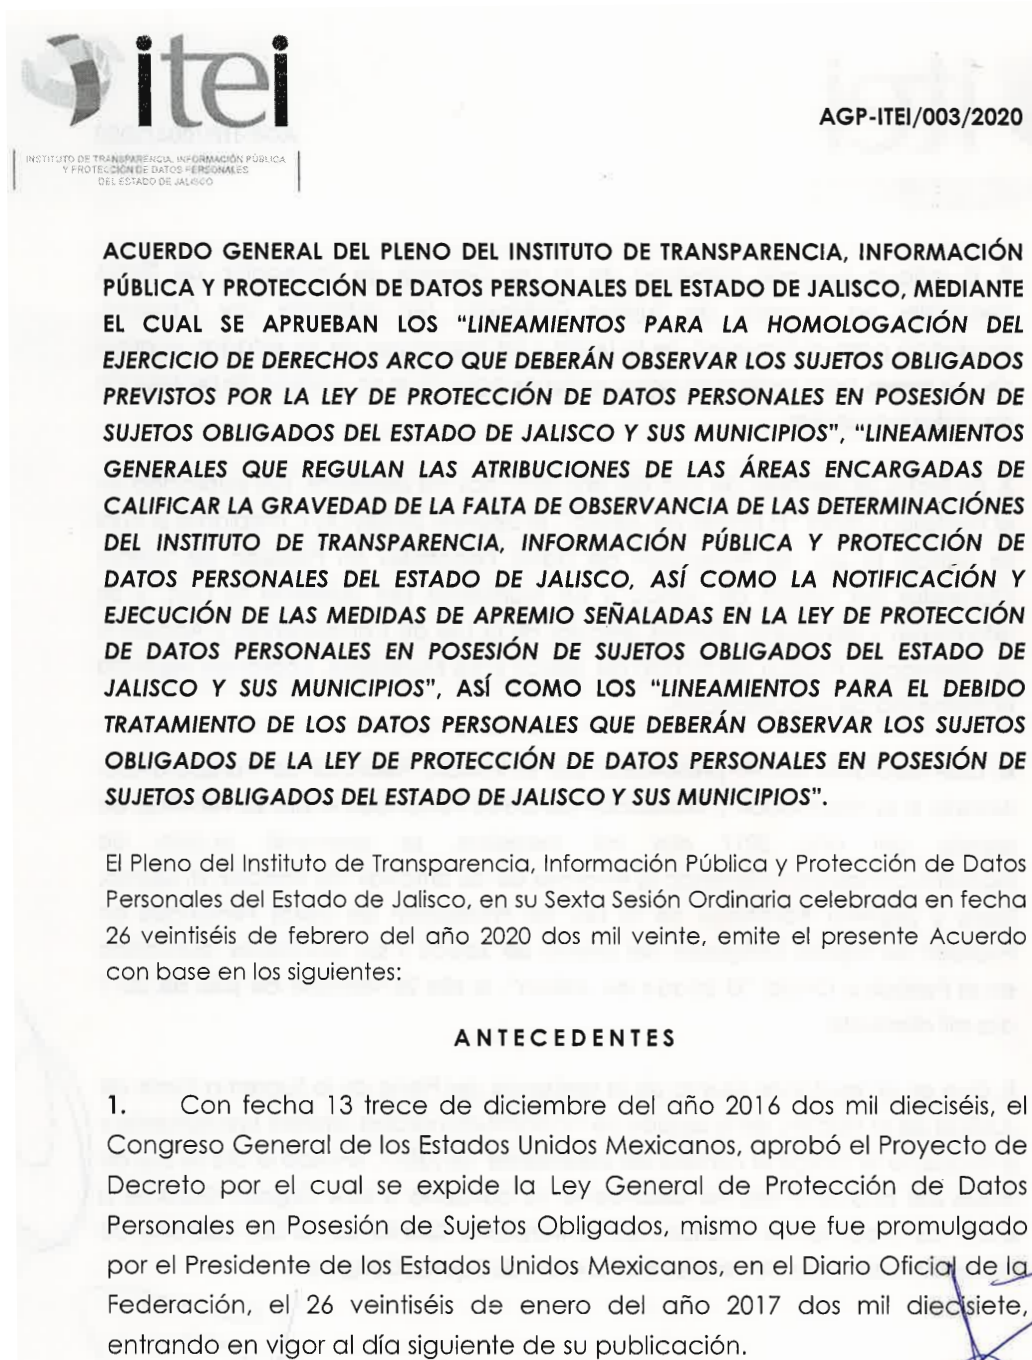 itei
AGP-ITEI/003/2020
INSTITUTO DE TRANSPARENCIA, INFORMACIÓN PÚBLICA
Y PROTECCIÓN DE DATOS PERSONALES
DEL ESTADO DE JALISCO
ACUERDO GENERAL DEL PLENO DEL INSTITUTO DE TRANSPARENCIA, INFORMACIÓN
PÚBLICA Y PROTECCIÓN DE DATOS PERSONALES DEL ESTADO DE JALISCO, MEDIANTE
EL CUAL SE APRUEBAN LOS "LINEAMIENTOS PARA LA HOMOLOGACIÓN DEL
EJERCICIO DE DERECHOS ARCO QUE DEBERÁN OBSERVAR LOS SUJETOS OBLIGADOS
PREVISTOS POR LA LEY DE PROTECCIÓN DE DATOS PERSONALES EN POSESIÓN DE
SUJETOS OBLIGADOS DEL ESTADO DE JALISCO Y SUS MUNICIPIOS", "LINEAMIENTOS
GENERALES QUE REGULAN LAS ATRIBUCIONES DE LAS ÁREAS ENCARGADAS DE
CALIFICAR LA GRAVEDAD DE LA FALTA DE OBSERVANCIA DE LAS DETERMINACIÓNES
DEL INSTITUTO DE TRANSPARENCIA, INFORMACIÓN PÚBLICA Y PROTECCIÓN DE
DATOS PERSONALES DEL ESTADO DE JALISCO, ASÍ COMO LA NOTIFICACIÓN Y
EJECUCIÓN DE LAS MEDIDAS DE APREMIO SEÑALADAS EN LA LEY DE PROTECCIÓN
DE DATOS PERSONALES EN POSESIÓN DE SUJETOS OBLIGADOS DEL ESTADO DE
JALISCO Y SUS MUNICIPIOS", ASÍ COMO LOS "LINEAMIENTOS PARA EL DEBIDO
TRATAMIENTO DE LOS DATOS PERSONALES QUE DEBERÁN OBSERVAR LOS SUJETOS
OBLIGADOS DE LA LEY DE PROTECCIÓN DE DATOS PERSONALES EN POSESIÓN DE
SUJETOS OBLIGADOS DEL ESTADO DE JALISCO Y SUS MUNICIPIOS".
El Pleno del Instituto de Transparencia, Información Pública y Protección de Datos
Personales del Estado de Jalisco, en su Sexta Sesión Ordinaria celebrada en fecha
26 veintiséis de febrero del año 2020 dos mil veinte, emite el presente Acuerdo
con base en los siguientes:
ANTECEDENTES
1. Con fecha 13 trece de diciembre del año 2016 dos mil dieciséis, el
Congreso General de los Estados Unidos Mexicanos, aprobó el Proyecto de
Decreto por el cual se expide la Ley General de Protección de Datos
Personales en Posesión de Sujetos Obligados, mismo que fue promulgado
por el Presidente de los Estados Unidos Mexicanos, en el Diario Oficial de la
Federación, el 26 veintiséis de enero del año 2017 dos mil diecisiete,
entrando en vigor al día siguiente de su publicación.